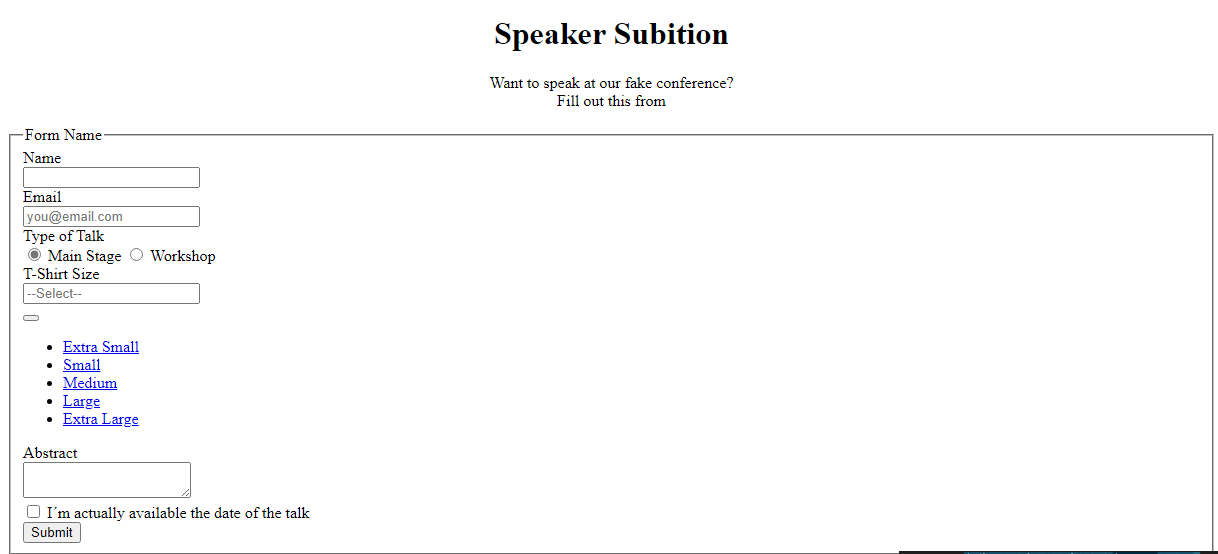 Speaker Subition
Want to speak at our fake conference?
Fill out this from
Form Name
Name
Email
you@email.com
Type of Talk
Main Stage Workshop
T-Shirt Size
--Select--
Extra Small
Small
Medium
Large
Extra Large
Abstract
I´m actually available the date of the talk
Submit